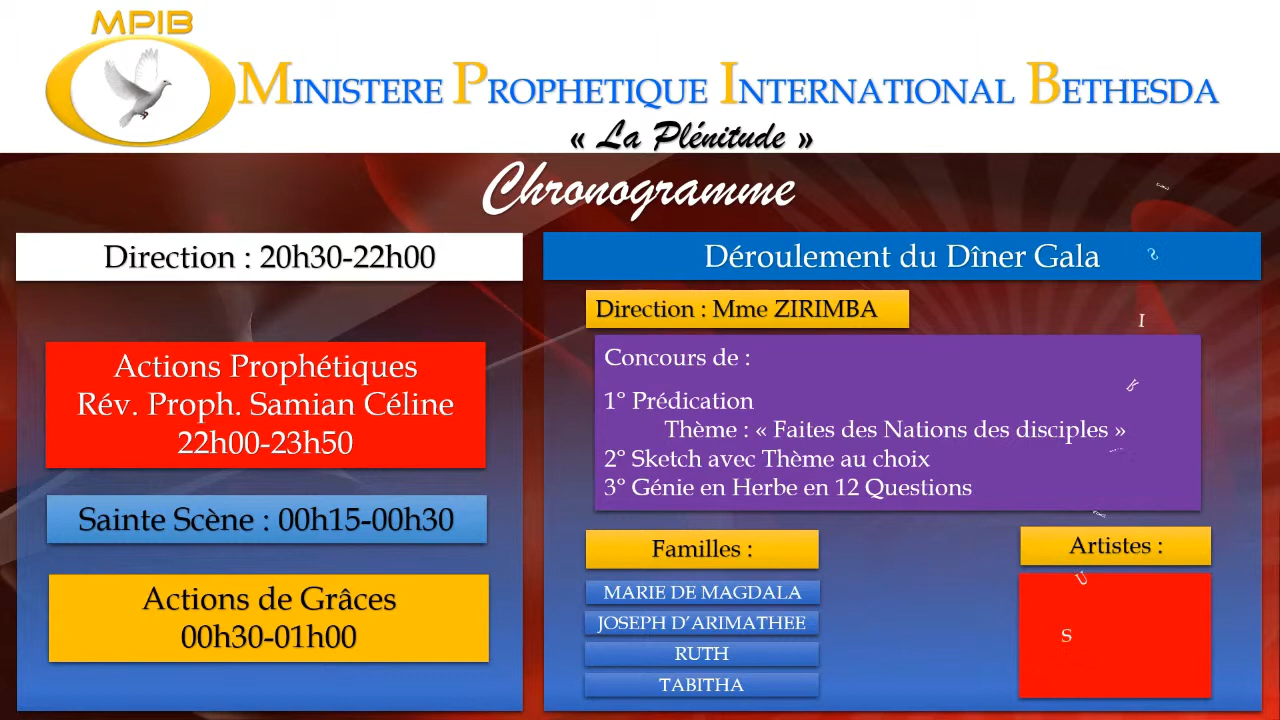 MPIB
MINISTERE PROPHETIQUE INTERNATIONAL BETHESDA
« La Plénitude »
Chronogramme
Direction : 20h30-22h00
Actions Prophétiques
Rév. Proph. Samian Céline
22h00-23h50
Sainte Scène : 00h15-00h30
Actions de Grâces
00h30-01h00
Déroulement du Dîner Gala
Direction : Mme ZIRIMBA
Concours de :
1° Prédication
Thème : « Faites des Nations des disciples »
2° Sketch avec Thème au choix
3° Génie en Herbe en 12 Questions
Familles :
MARIE DE MAGDALA
JOSEPH D’ARIMATHEE
RUTH
TABITHA
Artistes :